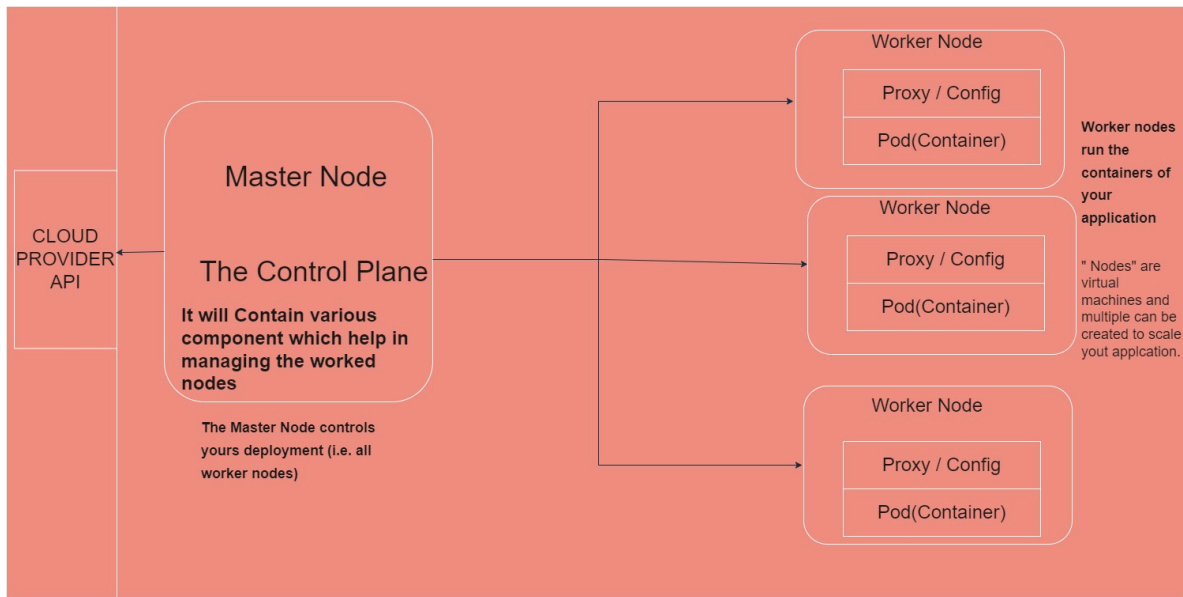 CLOUD
PROVIDER
API
Master Node
The Control Plane
It will Contain various
component which help in
managing the worked
nodes
The Master Node controls
yours deployment (i.e. all
worker nodes)
Worker Node
Proxy / Config
Pod(Container)
Worker Node
Proxy / Config
Pod(Container)
Worker Node
Proxy / Config
Pod(Container)
Worker nodes
run the
containers of
your
application
" Nodes" are
virtual
machines and
multiple can be
created to scale
yout applcation.